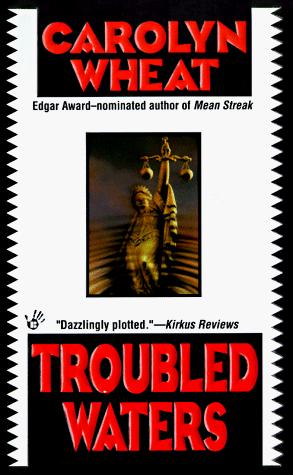 CAROLYN
WHEAT
Edgar Award–nominated author of Mean Streak
"Dazzlingly plotted."—Kirkus Reviews
TROUBLED
WATERS